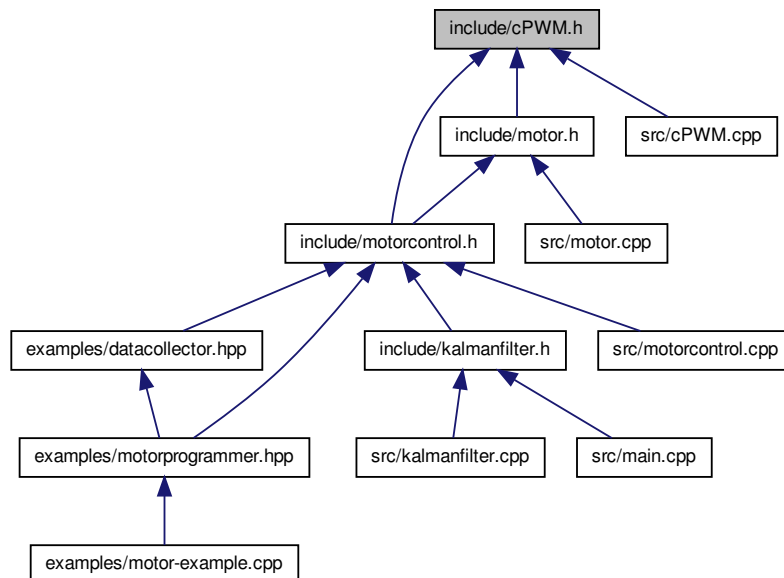 include/cPWM.h
include/motor.h
src/cPWM.cpp
include/motorcontrol.h
src/motor.cpp
examples/datacollector.hpp
include/kalmanfilter.h
src/motorcontrol.cpp
examples/motorprogrammer.hpp
src/kalmanfilter.cpp
src/main.cpp
examples/motor-example.cpp